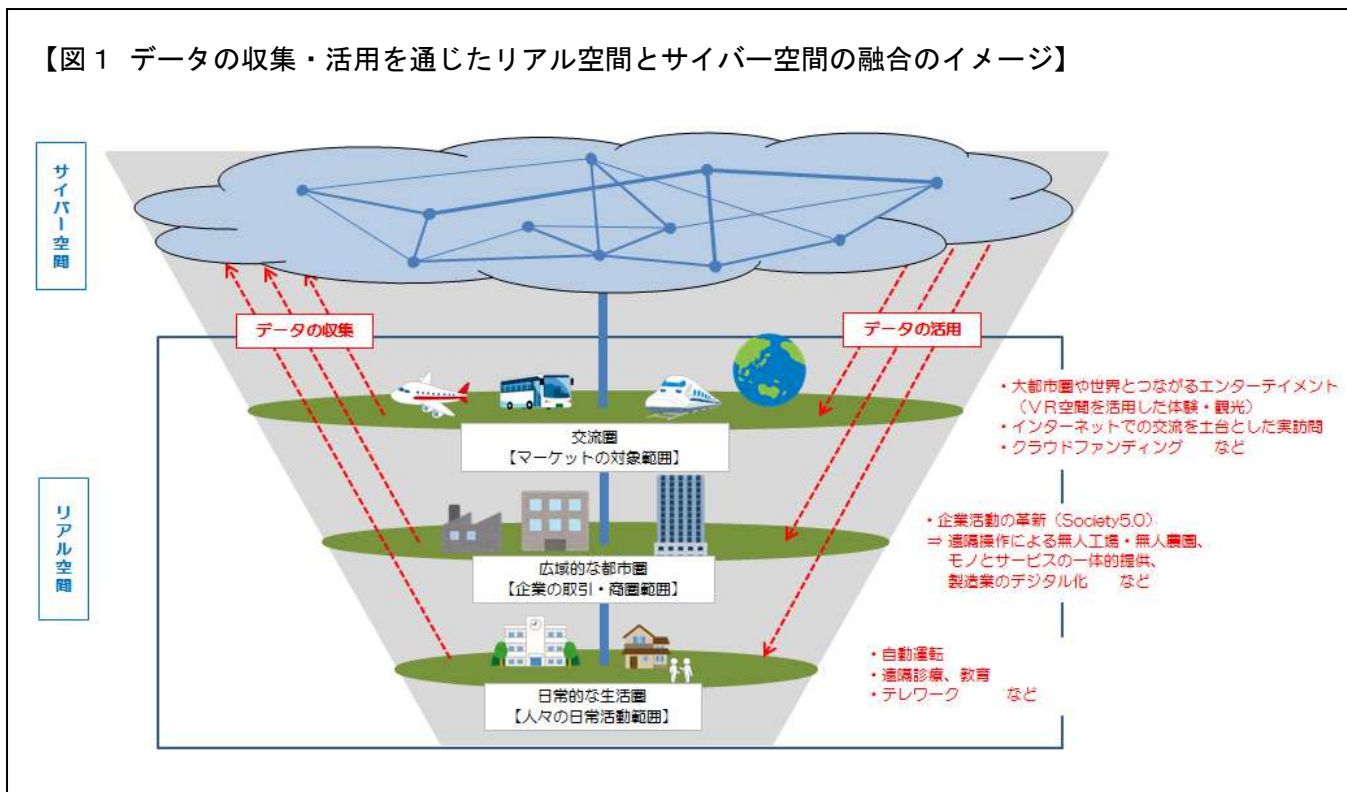 【図1 データの収集・活用を通じたリアル空間とサイバー空間の融合のイメージ】
サイバー空間
データの収集
データの活用
交流圏
【マーケットの対象範囲】
・大都市圏や世界とつながるエンターテイメント
（ＶＲ空間を活用した体験・観光）
・インターネットでの交流を土台とした実訪問
・クラウドファンディング　など
リアル空間
広域的な都市圏
【企業の取引・商圏範囲】
・企業活動の革新（Society5.0）
⇒ 遠隔操作による無人工場・無人農園、
モノとサービスの一体的提供、
製造業のデジタル化　など
日常的な生活圏
【人々の日常活動範囲】
・自動運転
・遠隔診療、教育
・テレワーク　など